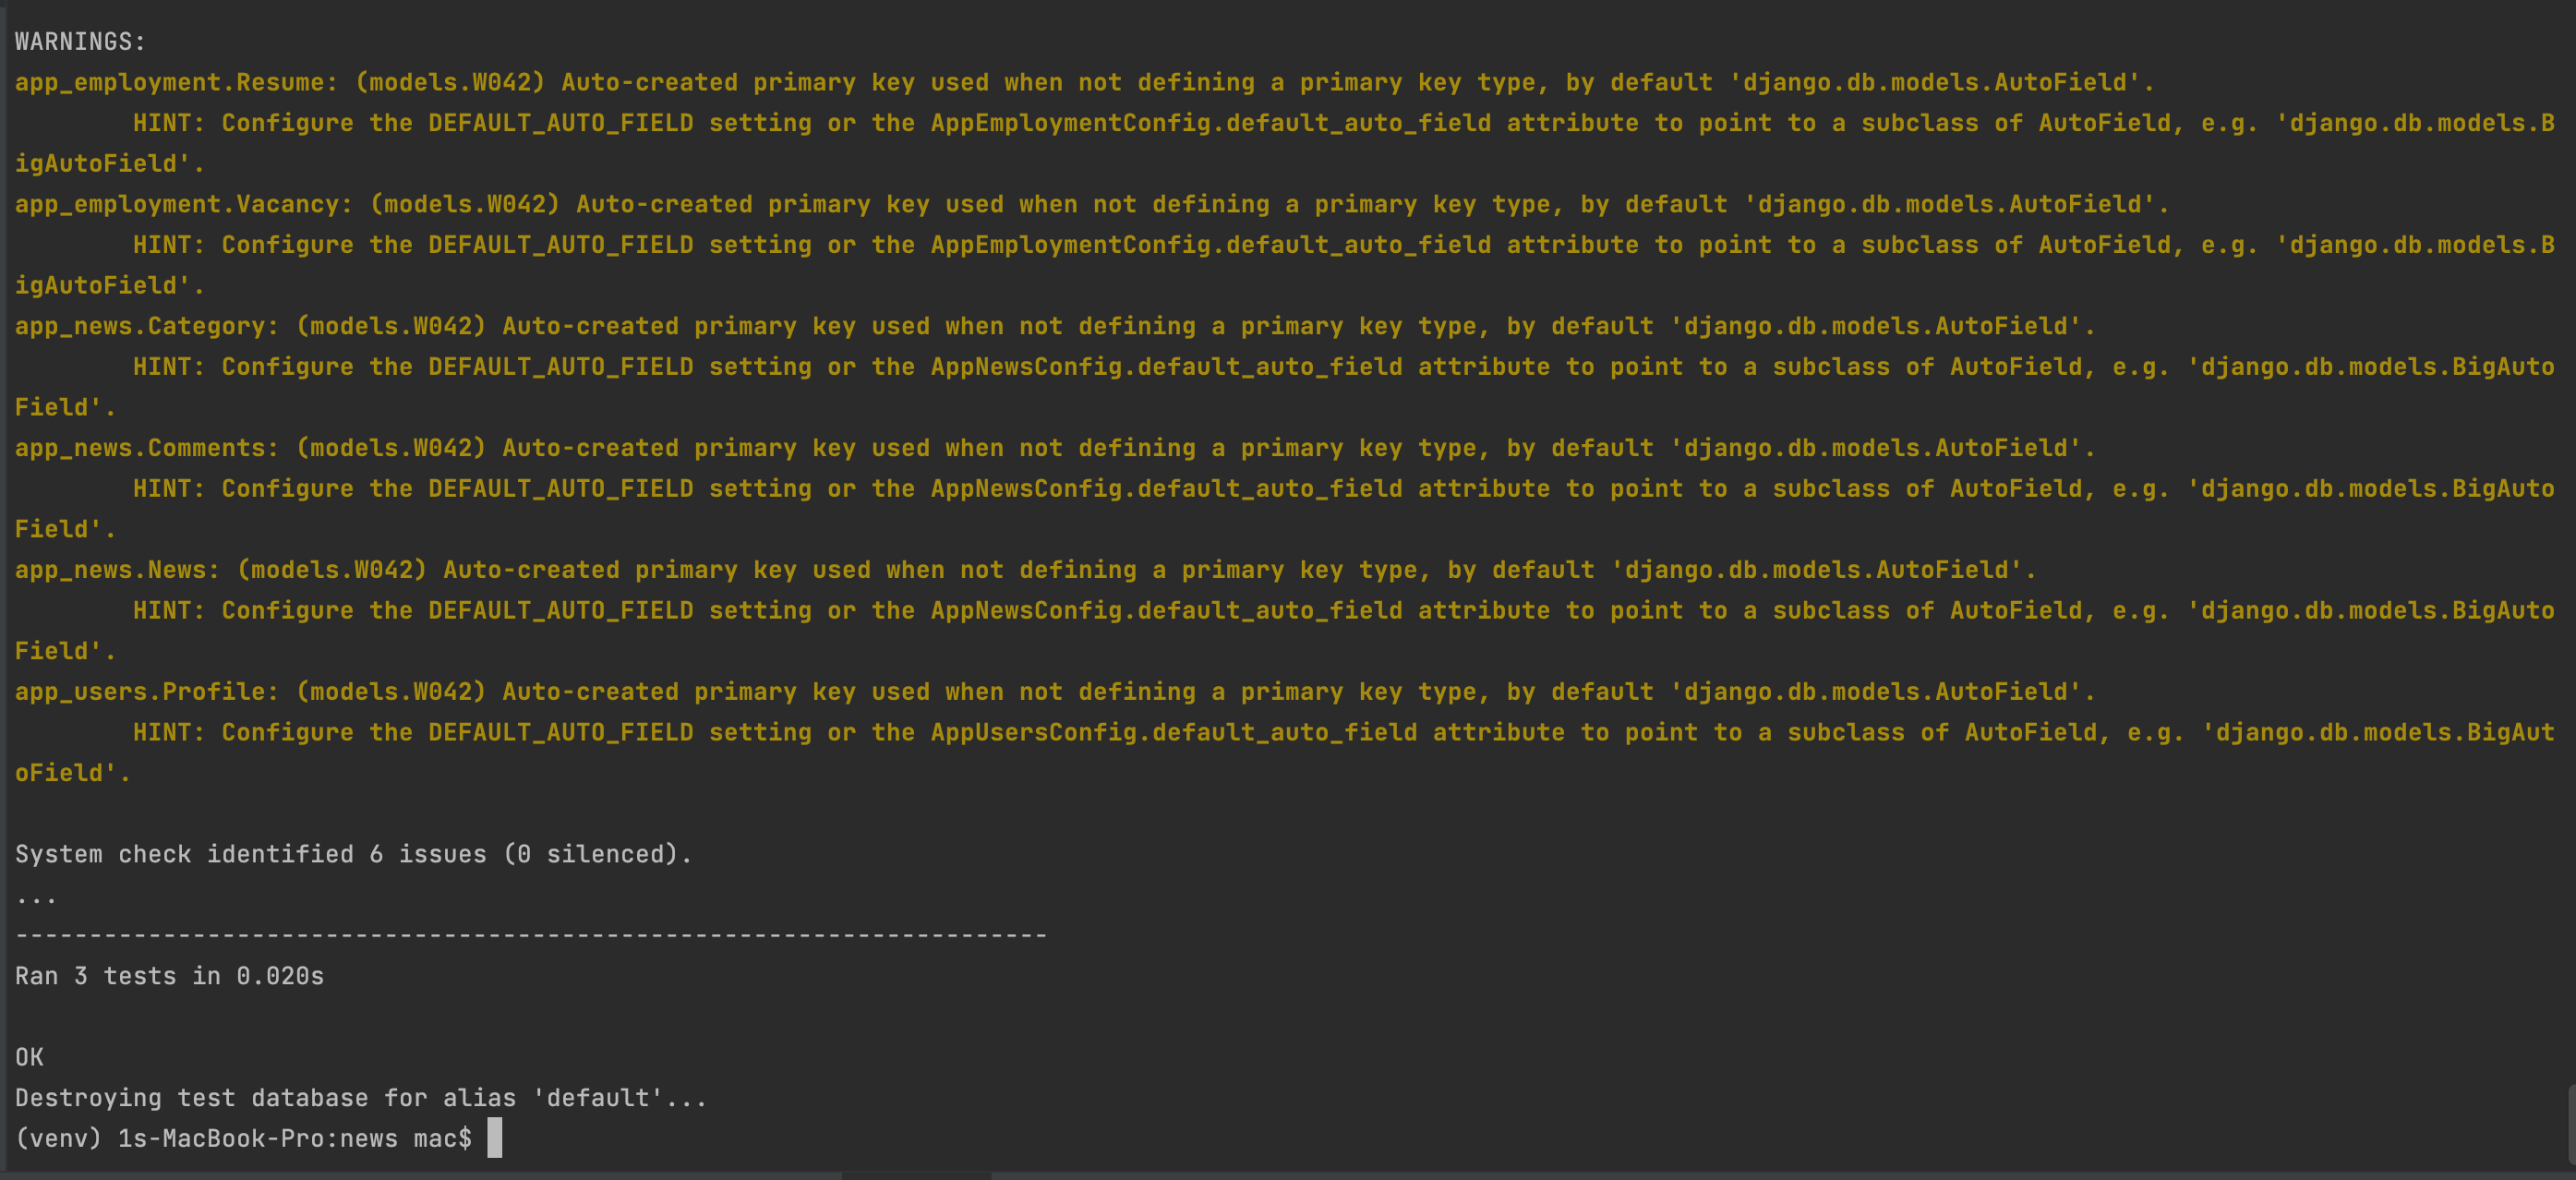 WARNINGS:
app_employment.Resume: (models.W042) Auto-created primary key used when not defining a primary key type, by default 'django.db.models.AutoField'.
        HINT: Configure the DEFAULT_AUTO_FIELD setting or the AppEmploymentConfig.default_auto_field attribute to point to a subclass of AutoField, e.g. 'django.db.models.B
igAutoField'.
app_employment.Vacancy: (models.W042) Auto-created primary key used when not defining a primary key type, by default 'django.db.models.AutoField'.
        HINT: Configure the DEFAULT_AUTO_FIELD setting or the AppEmploymentConfig.default_auto_field attribute to point to a subclass of AutoField, e.g. 'django.db.models.B
igAutoField'.
app_news.Category: (models.W042) Auto-created primary key used when not defining a primary key type, by default 'django.db.models.AutoField'.
        HINT: Configure the DEFAULT_AUTO_FIELD setting or the AppNewsConfig.default_auto_field attribute to point to a subclass of AutoField, e.g. 'django.db.models.BigAuto
Field'.
app_news.Comments: (models.W042) Auto-created primary key used when not defining a primary key type, by default 'django.db.models.AutoField'.
        HINT: Configure the DEFAULT_AUTO_FIELD setting or the AppNewsConfig.default_auto_field attribute to point to a subclass of AutoField, e.g. 'django.db.models.BigAuto
Field'.
app_news.News: (models.W042) Auto-created primary key used when not defining a primary key type, by default 'django.db.models.AutoField'.
        HINT: Configure the DEFAULT_AUTO_FIELD setting or the AppNewsConfig.default_auto_field attribute to point to a subclass of AutoField, e.g. 'django.db.models.BigAuto
Field'.
app_users.Profile: (models.W042) Auto-created primary key used when not defining a primary key type, by default 'django.db.models.AutoField'.
        HINT: Configure the DEFAULT_AUTO_FIELD setting or the AppUsersConfig.default_auto_field attribute to point to a subclass of AutoField, e.g. 'django.db.models.BigAut
oField'.
System check identified 6 issues (0 silenced).
...
----------------------------------------------------------------------
Ran 3 tests in 0.020s
OK
Destroying test database for alias 'default'...
(venv) 1s-MacBook-Pro:news mac$